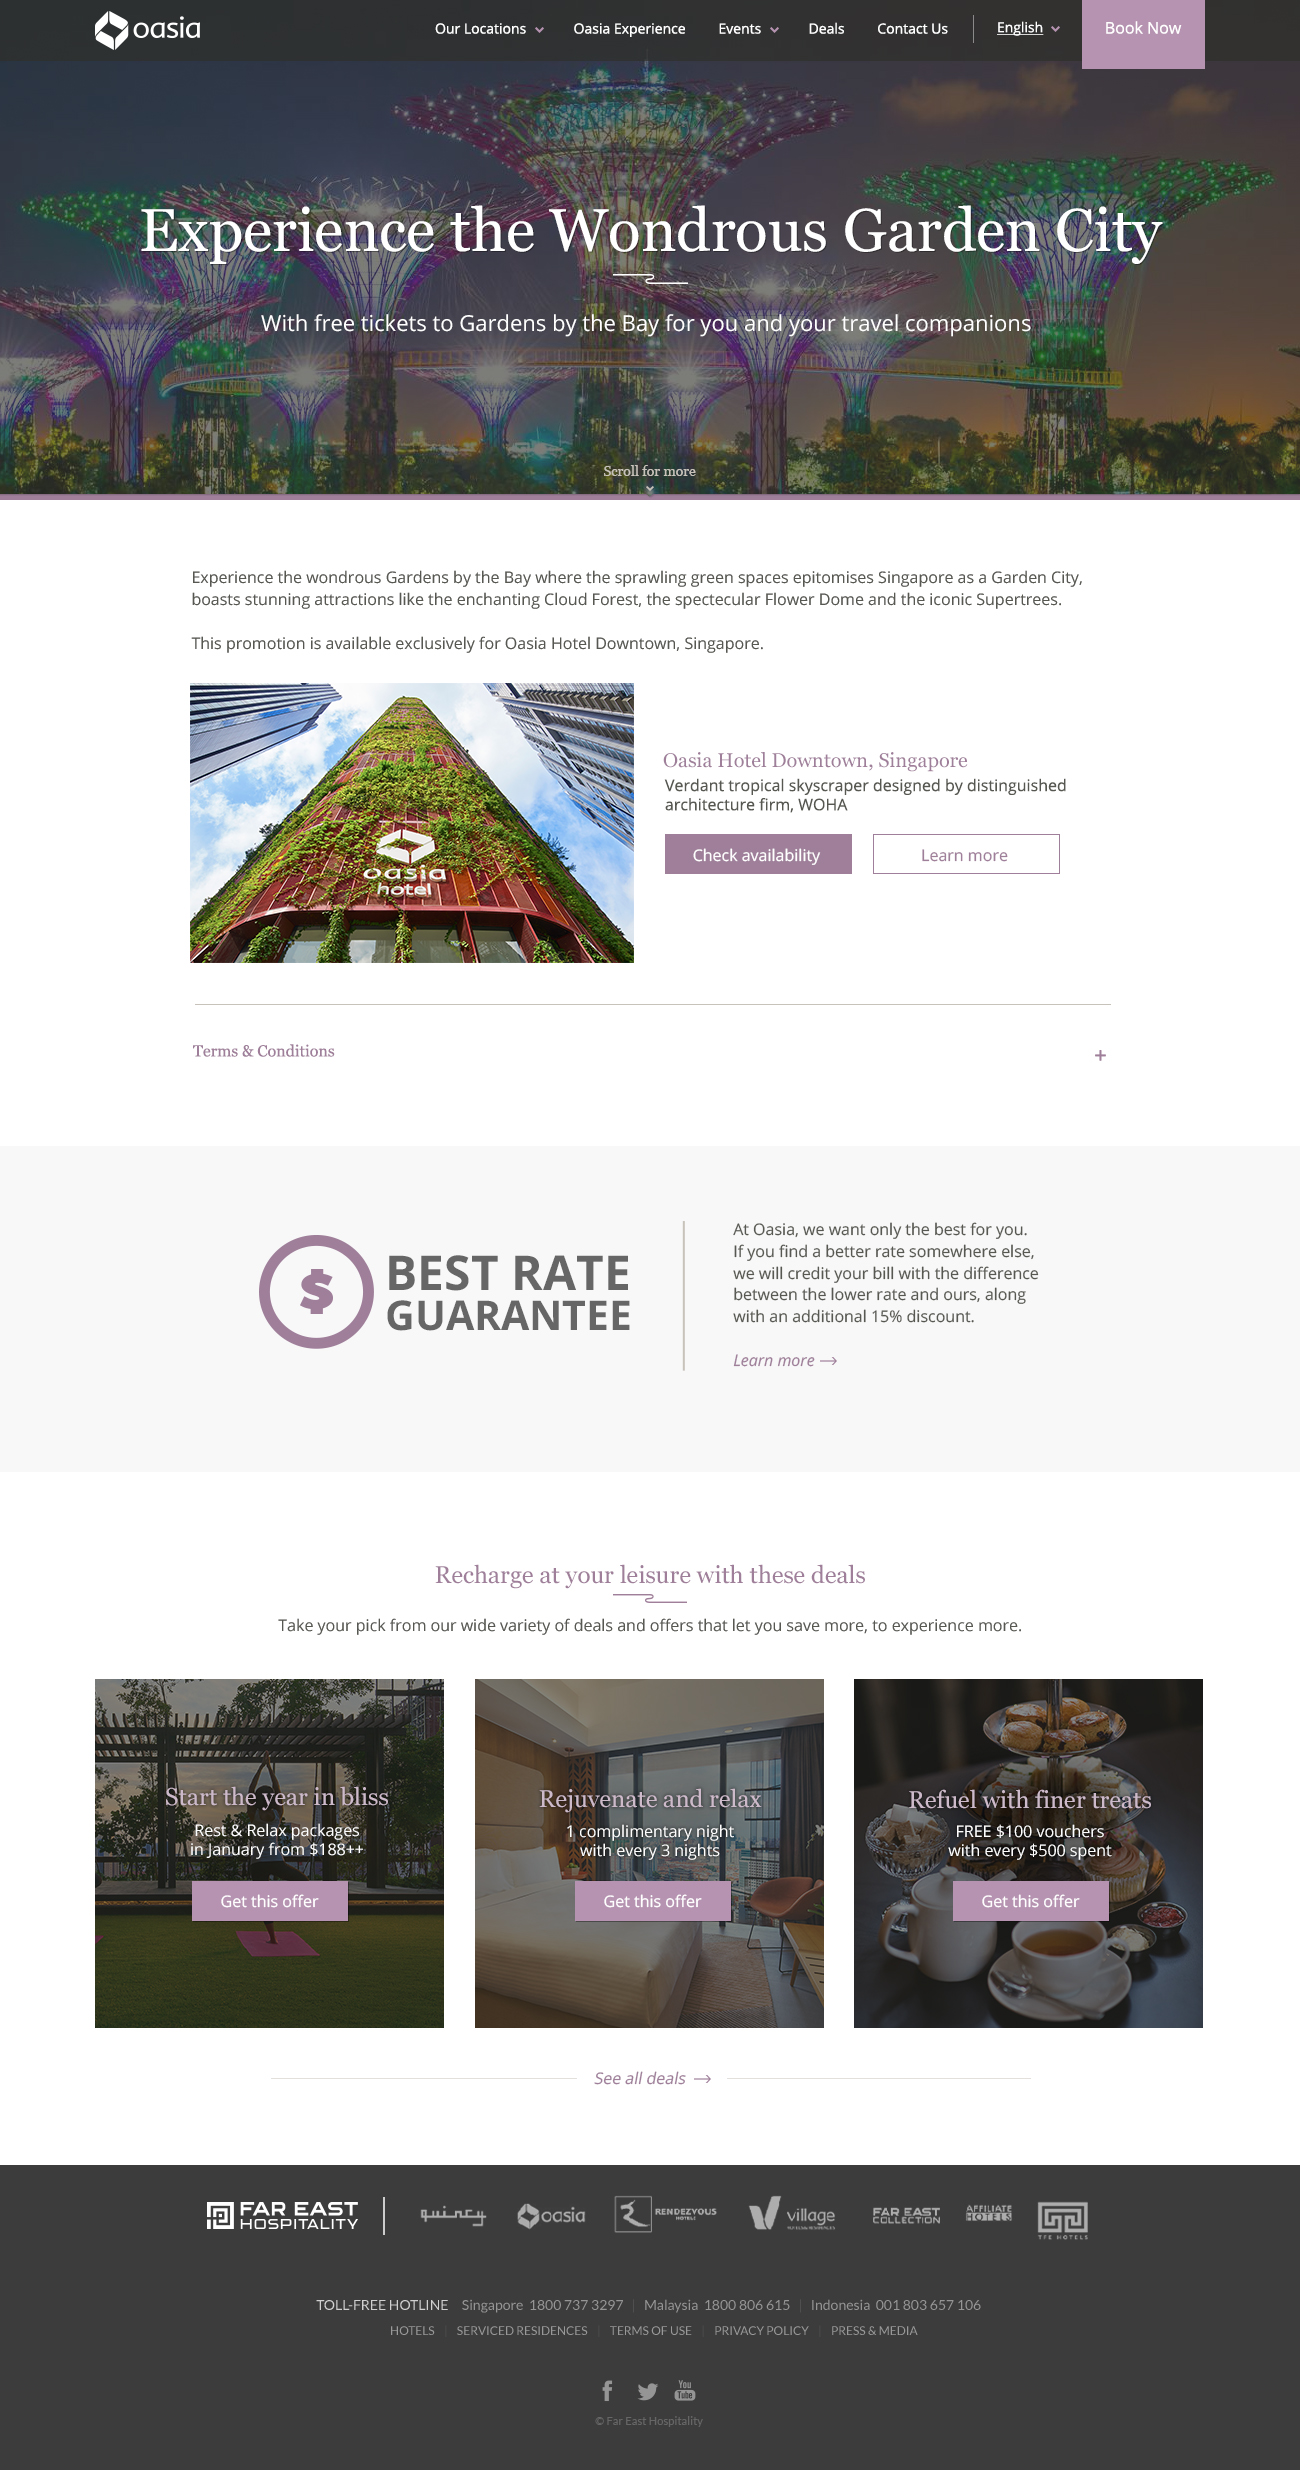 oasia
Our Locations
Oasia Experience
Events
Deals
Contact Us
English
Book Now
Experience the Wondrous Garden City
With free tickets to Gardens by the Bay for you and your travel companions
Scroll for more
Experience the wondrous Gardens by the Bay where the sprawling green spaces epitomises Singapore as a Garden City,
boasts stunning attractions like the enchanting Cloud Forest, the spectecular Flower Dome and the iconic Supertrees.
This promotion is available exclusively for Oasia Hotel Downtown, Singapore.
oasia
hotel
Oasia Hotel Downtown, Singapore
Verdant tropical skyscraper designed by distinguished
architecture firm, WOHA
Check availability
Learn more
Terms & Conditions
+
$
BEST RATE
GUARANTEE
At Oasia, we want only the best for you.
If you find a better rate somewhere else,
we will credit your bill with the difference
between the lower rate and ours, along
with an additional 15% discount.
Learn more →
Recharge at your leisure with these deals
Take your pick from our wide variety of deals and offers that let you save more, to experience more.
Start the year in bliss
Rest & Relax packages
in January from $188++
Get this offer
Rejuvenate and relax
1 complimentary night
with every 3 nights
Get this offer
Refuel with finer treats
FREE $100 vouchers
with every $500 spent
Get this offer
See all deals →
FAR EAST
HOSPITALITY
quincy
oasia
RENDEZVOUS
HOTELS
village
FAR EAST
COLLECTION
AFFILIATE
HOTELS
TFE HOTELS
TOLL-FREE HOTLINE Singapore 1800 737 3297 | Malaysia 1800 806 615 | Indonesia 001 803 657 106
HOTELS | SERVICED RESIDENCES | TERMS OF USE | PRIVACY POLICY | PRESS & MEDIA
You
Tube
© Far East Hospitality